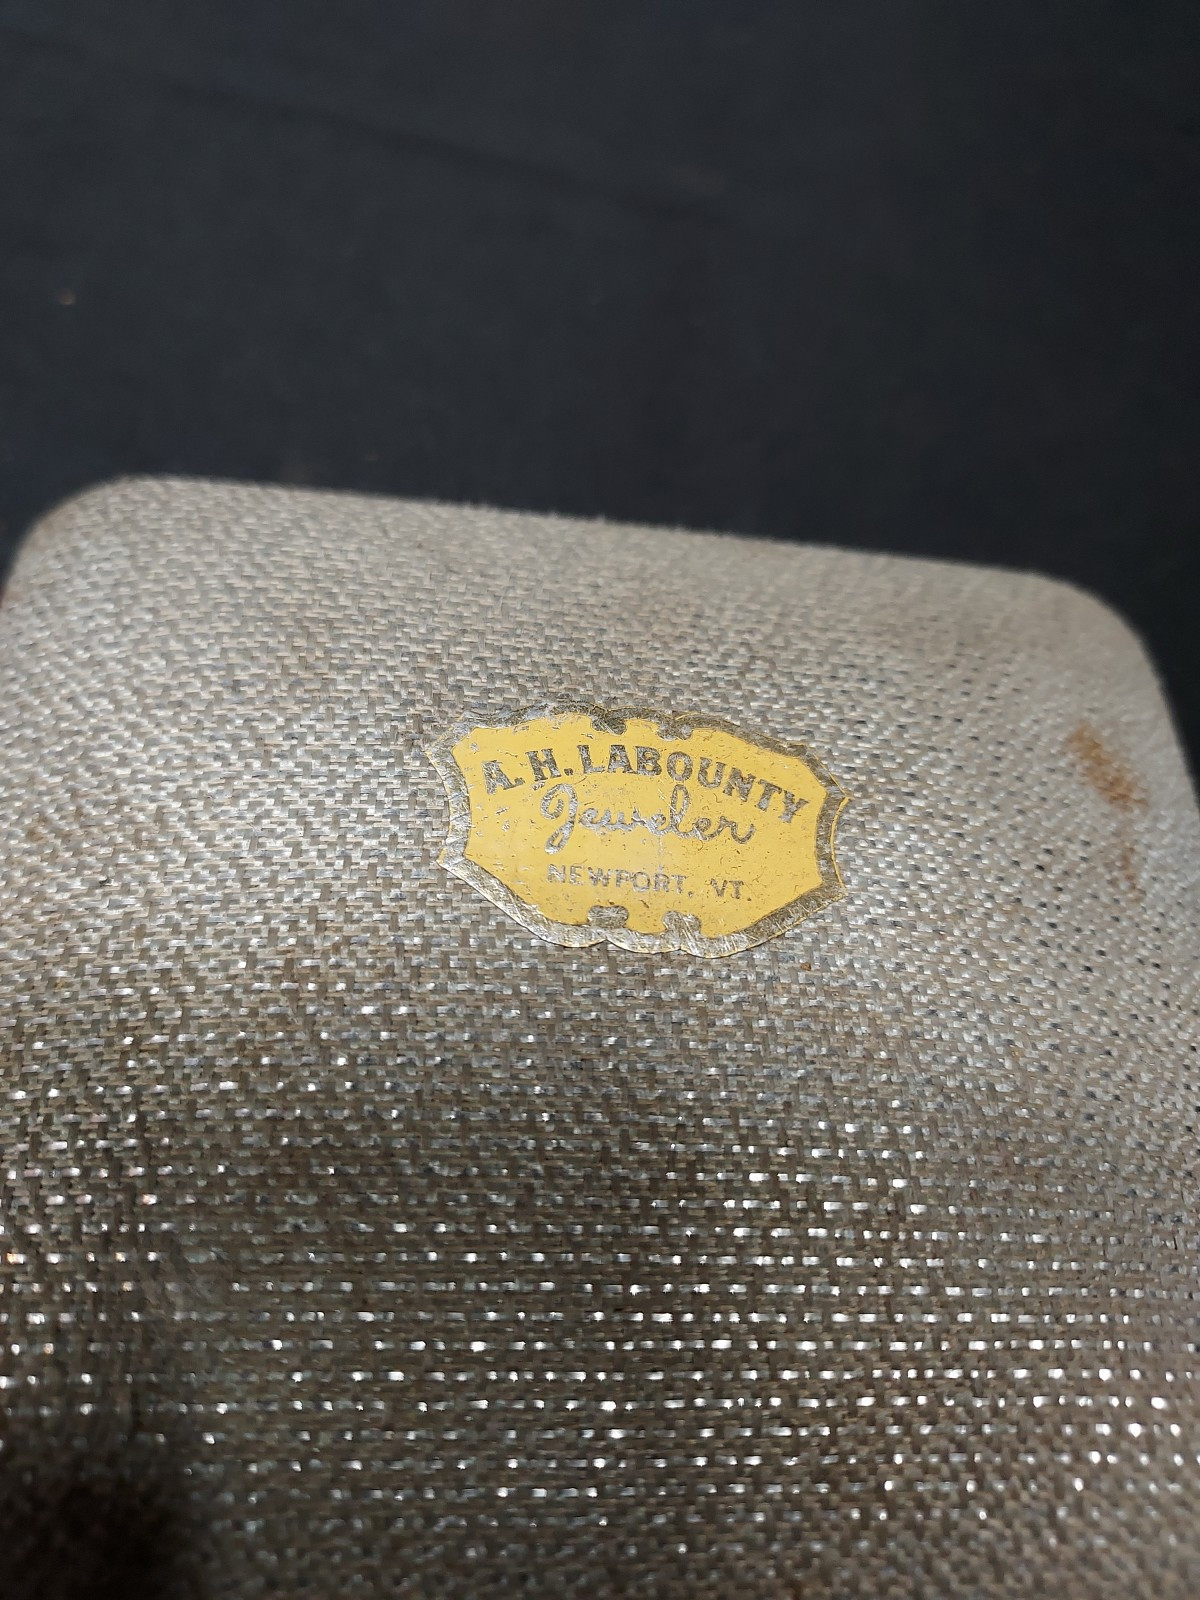 A. H. LABOUNTY
Jeweler
NEWPORT, VT.